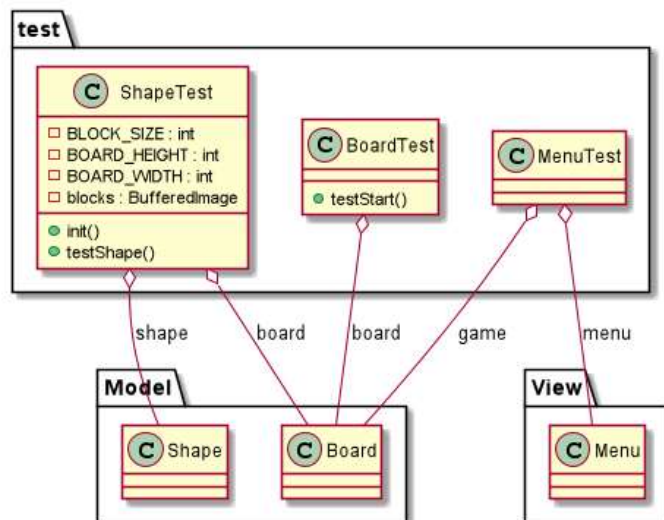 test
C ShapeTest
BLOCK_SIZE : int
BOARD_HEIGHT : int
BOARD_WIDTH : int
blocks : BufferedImage
init()
testShape()
C BoardTest
testStart()
C MenuTest
shape
board
board
game
menu
Model
C Shape
C Board
View
C Menu